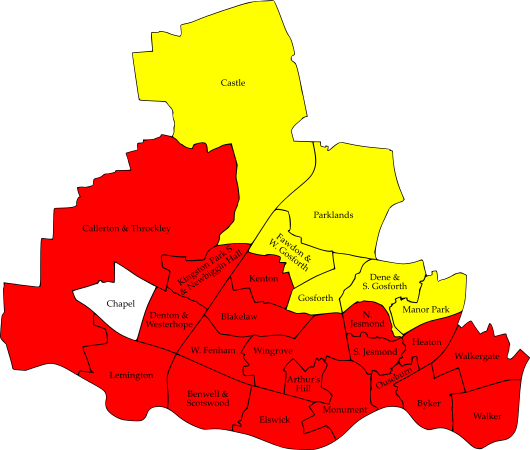 Castle
Parklands
Callerton & Throckley
Fawdon &
W. Gosforth
Kingston Park S.
& Newbiggin Hall
Kenton
Dene &
S. Gosforth
Gosforth
Manor Park
Chapel
Denton &
Westerhope
Blakelaw
N.
Jesmond
Heaton
W. Fenham
Wingrove
S. Jesmond
Walkergate
Lemington
Arthur's
Hill
Ouseburn
Benwell &
Scotswood
Elswick
Monument
Byker
Walker